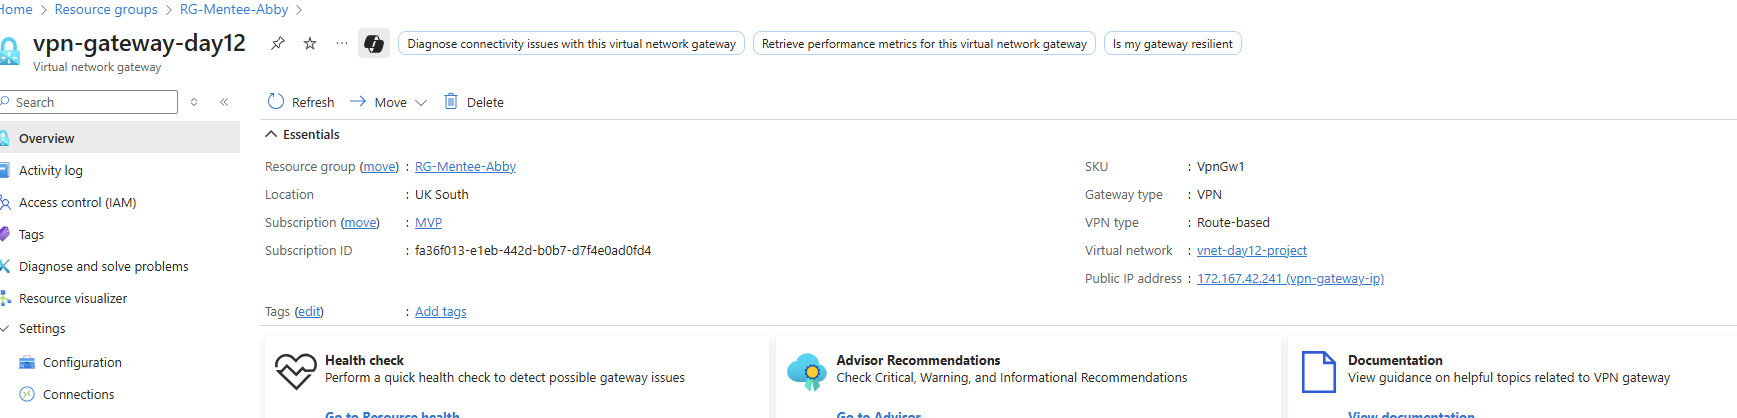 Home > Resource groups > RG-Mentee-Abby >
vpn-gateway-day12
Virtual network gateway
Diagnose connectivity issues with this virtual network gateway
Retrieve performance metrics for this virtual network gateway
Is my gateway resilient
Search
Refresh
Move
Delete
Overview
Activity log
Access control (IAM)
Tags
Diagnose and solve problems
Resource visualizer
Settings
Configuration
Connections
Essentials
Resource group (move) : RG-Mentee-Abby
Location : UK South
Subscription (move) : MVP
Subscription ID : fa36f013-e1eb-442d-b0b7-d7f4e0ad0fd4
SKU : VpnGw1
Gateway type : VPN
VPN type : Route-based
Virtual network : vnet-day12-project
Public IP address : 172.167.42.241 (vpn-gateway-ip)
Tags (edit) : Add tags
Health check
Perform a quick health check to detect possible gateway issues
Go to Resource health
Advisor Recommendations
Check Critical, Warning, and Informational Recommendations
Go to Advisor
Documentation
View guidance on helpful topics related to VPN gateway
View documentation